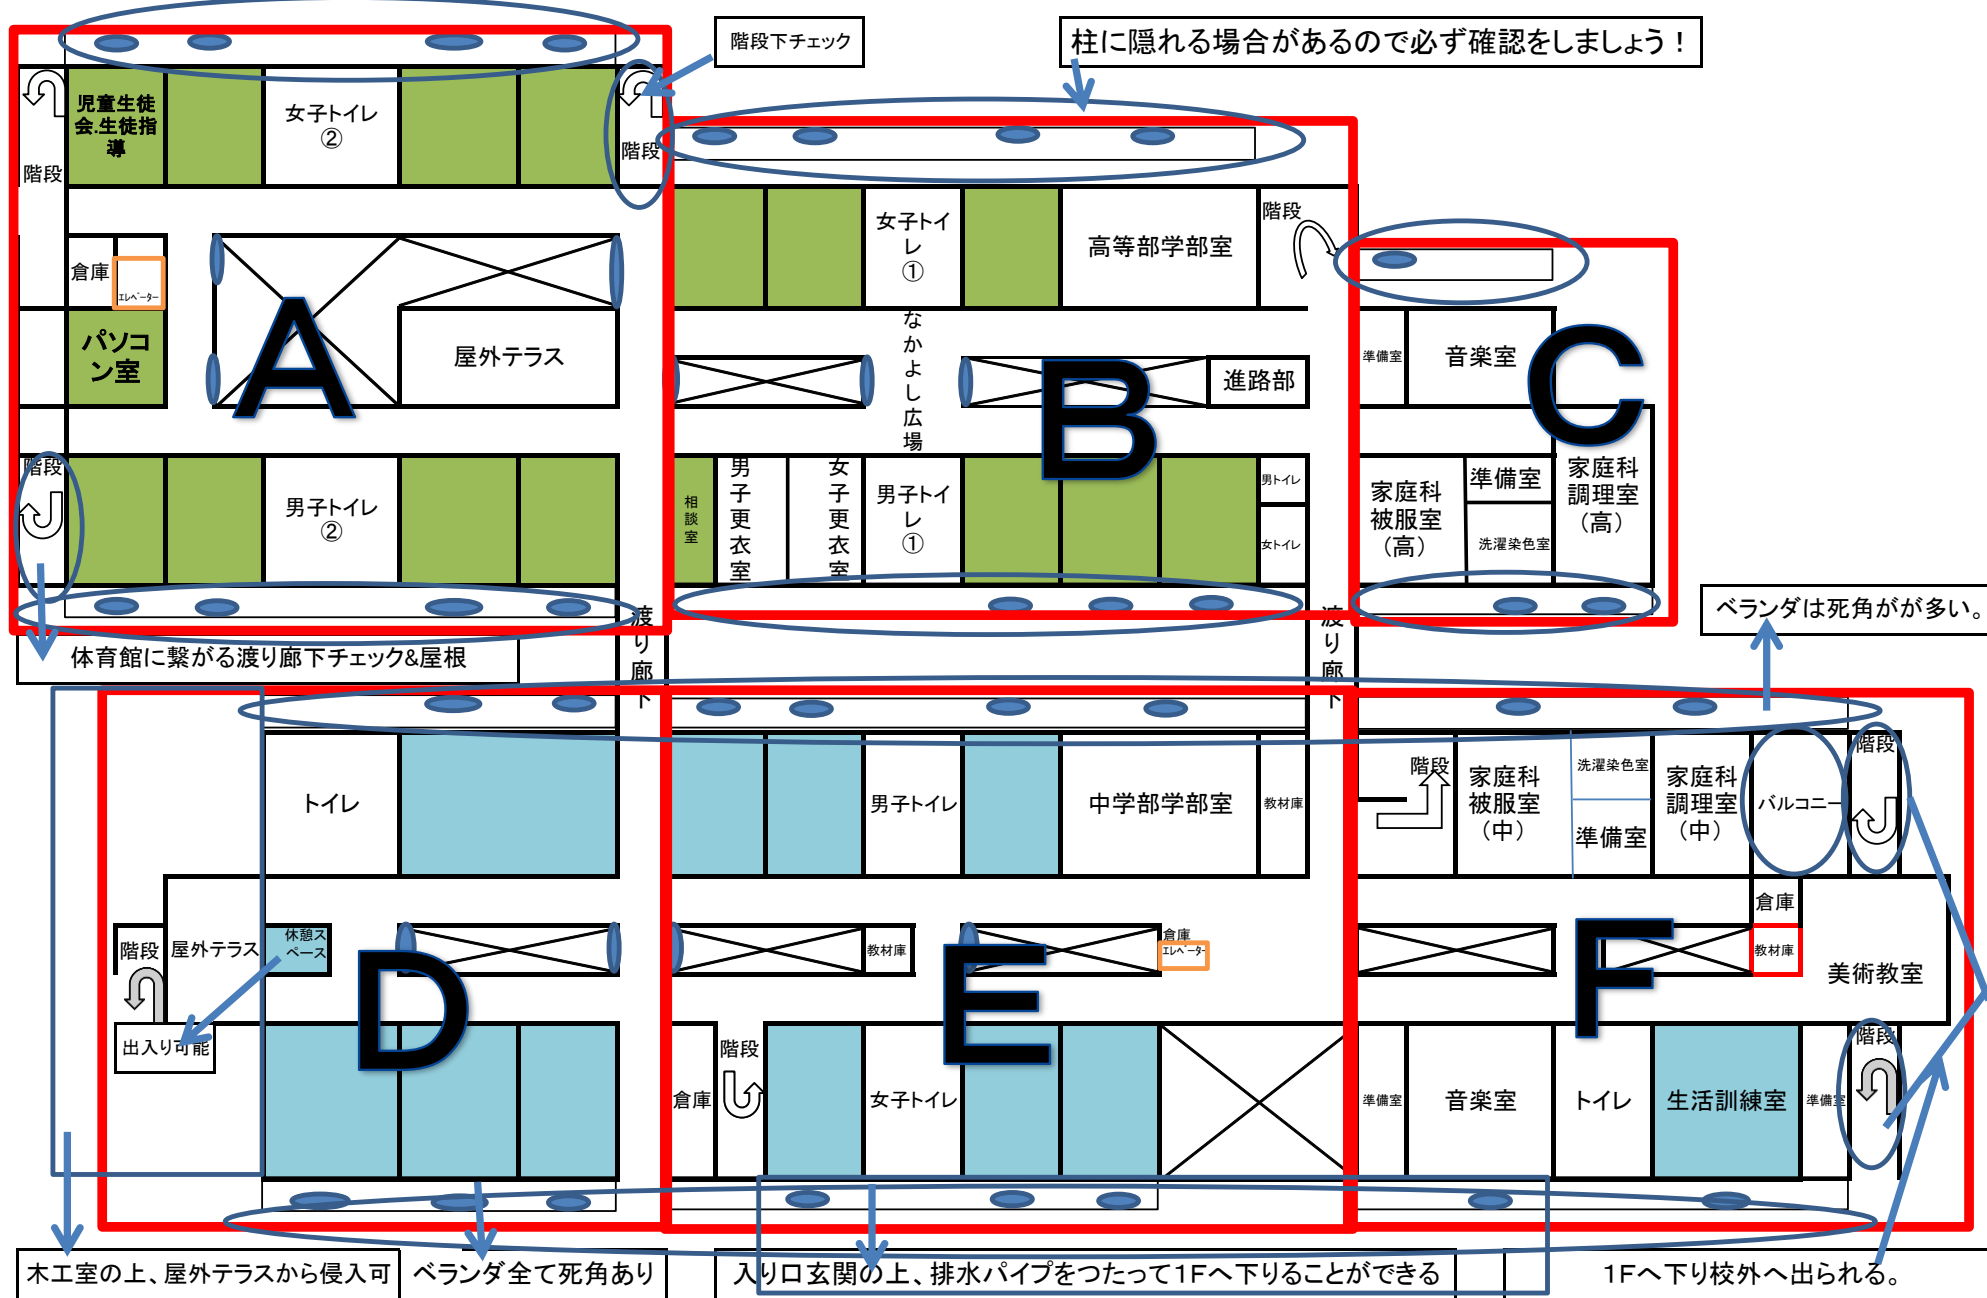 階段下チェック
柱に隠れる場合があるので必ず確認をしましょう！
児童生徒
会.生徒指
導
女子トイレ
②
階段
階段
女子トイ
レ
①
高等部学部室
階段
倉庫
エレベーター
パソコ
ン室
屋外テラス
A
なかよし広場
進路部
B
準備室
音楽室
C
階段
男子トイレ
②
相談室
男子更衣室
女子更衣室
男子トイ
レ
①
男トイレ
女トイレ
家庭科
被服室
(高)
準備室
洗濯染色室
家庭科
調理室
(高)
ベランダは死角がが多い。
体育館に繋がる渡り廊下チェック&屋根
渡り廊下
渡り廊下
トイレ
男子トイレ
中学部学部室
教材庫
階段
家庭科
被服室
(中)
洗濯染色室
準備室
家庭科
調理室
(中)
バルコニー
階段
階段
屋外テラス
休憩ス
ペース
D
教材庫
E
倉庫
エレベーター
F
倉庫
教材庫
美術教室
出入り可能
倉庫
階段
女子トイレ
準備室
音楽室
トイレ
生活訓練室
準備室
階段
木工室の上、屋外テラスから侵入可
ベランダ全て死角あり
入り口玄関の上、排水パイプをつたって1Fへ下りることができる
1Fへ下り校外へ出られる。